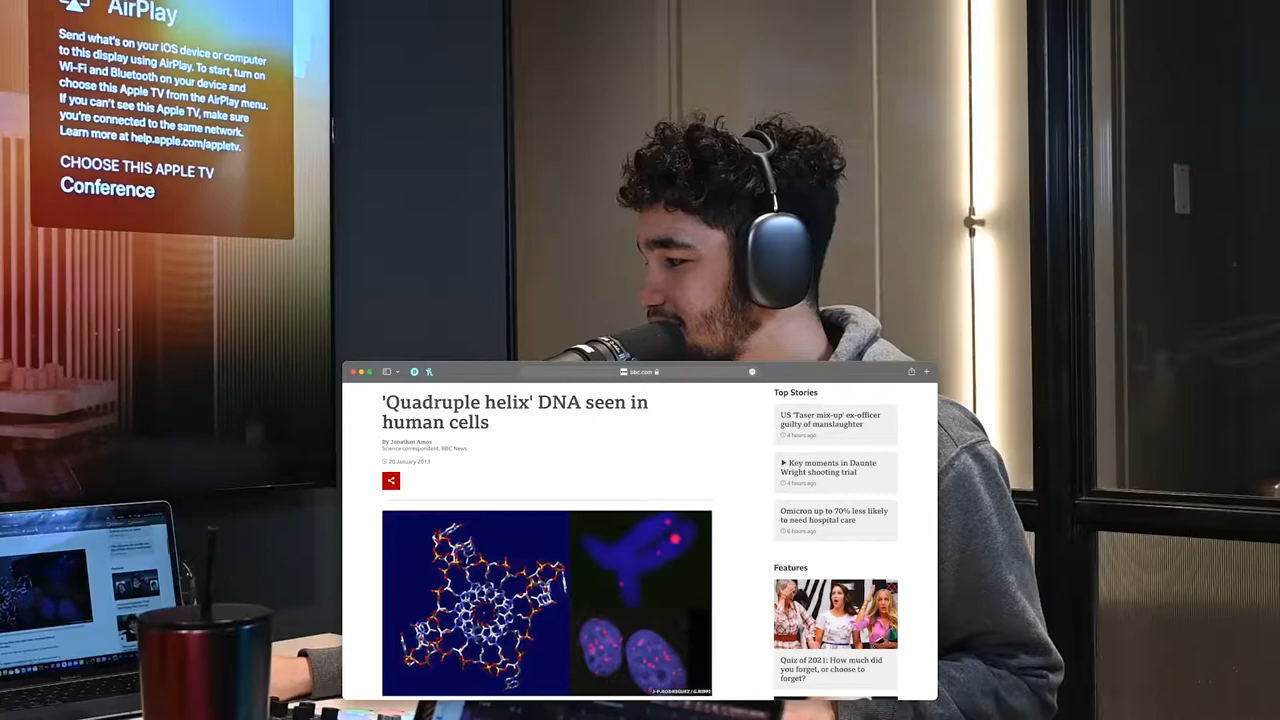 AirPlay
Send what's on your iOS device or computer
to this display using AirPlay. To start, turn on
Wi-Fi and Bluetooth on your device and
choose this Apple TV from the AirPlay menu.
If you can't see this Apple TV, make sure
you're connected to the same network.
Learn more at help.apple.com/appletv.
CHOOSE THIS APPLE TV
Conference
bbc.com
'Quadruple helix' DNA seen in
human cells
By Jonathan Amos
Science correspondent, BBC News
20 January 2013
J-P.RODRIGUEZ/G.BIFFI
Top Stories
US 'Taser mix-up' ex-officer
guilty of manslaughter
4 hours ago
Key moments in Daunte
Wright shooting trial
4 hours ago
Omicron up to 70% less likely
to need hospital care
6 hours ago
Features
Quiz of 2021: How much did
you forget, or choose to
forget?